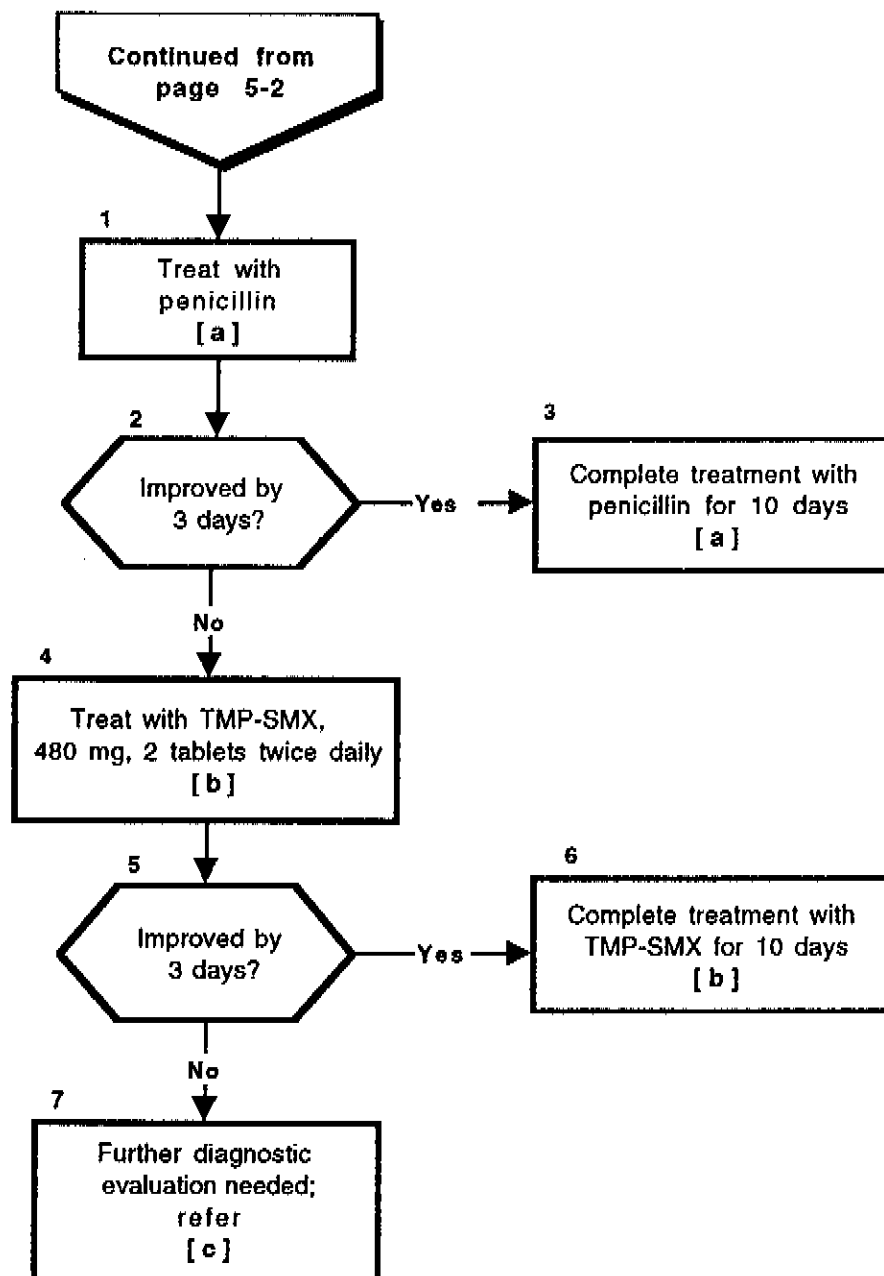 Continued from
page 5-2
1
Treat with
penicillin
[a]
2
Improved by
3 days?
Yes
3
Complete treatment with
penicillin for 10 days
[a]
No
4
Treat with TMP-SMX,
480 mg, 2 tablets twice daily
[b]
5
Improved by
3 days?
Yes
6
Complete treatment with
TMP-SMX for 10 days
[b]
No
7
Further diagnostic
evaluation needed;
refer
[c]